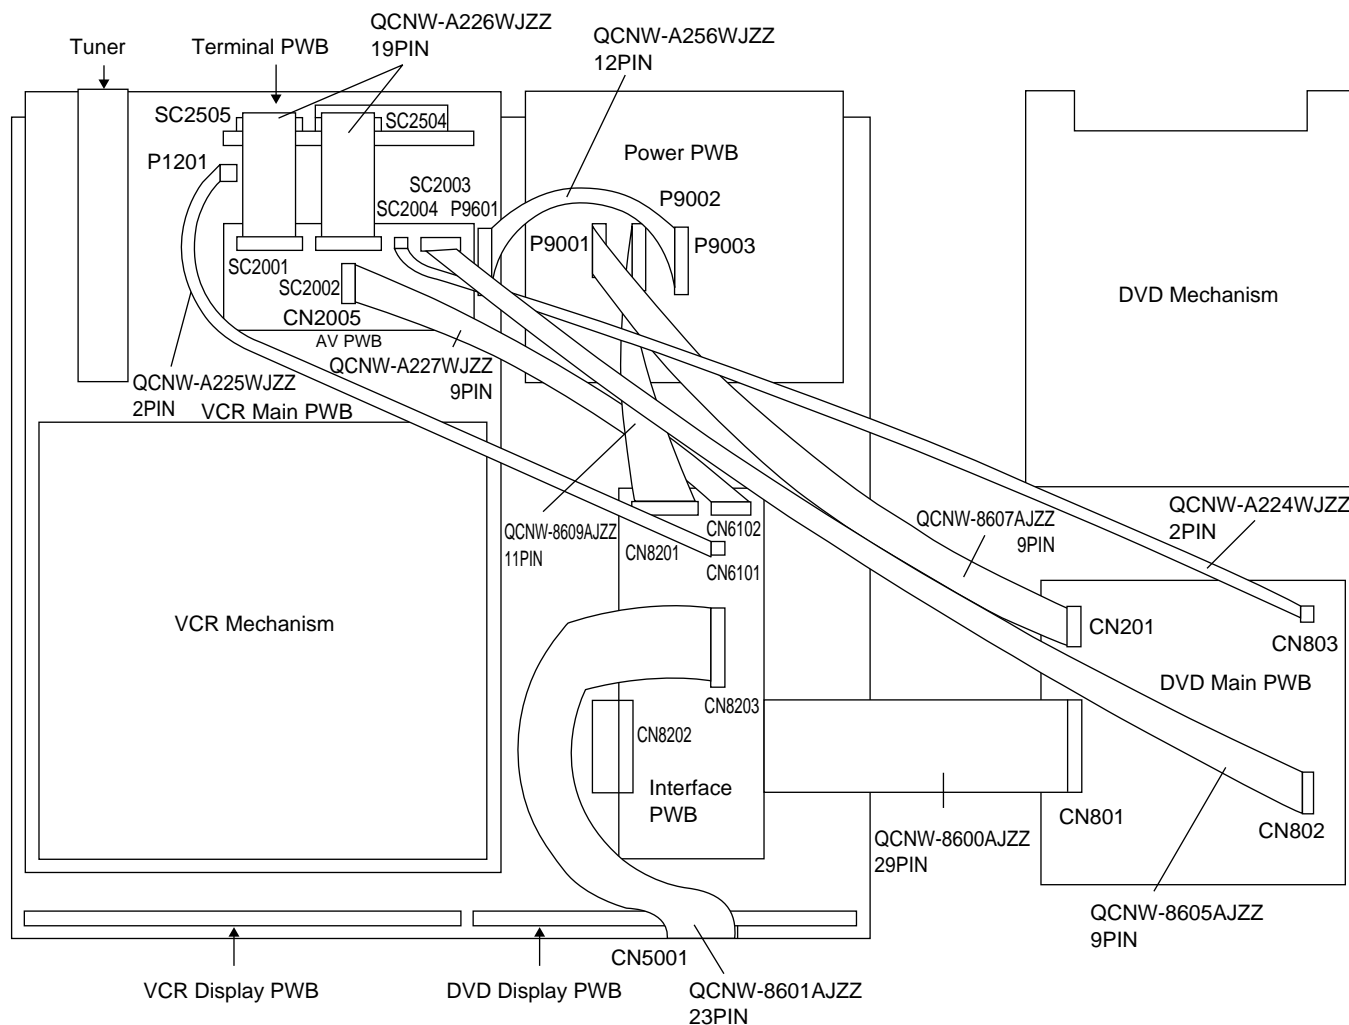 QCNW-A226WJZZ
19PIN
QCNW-A256WJZZ
12PIN
Tuner
Terminal PWB
SC2505
SC2504
P1201
Power PWB
SC2003
SC2004
P9601
P9002
P9001
P9003
SC2001
SC2002
CN2005
AV PWB
DVD Mechanism
QCNW-A225WJZZ
2PIN
QCNW-A227WJZZ
9PIN
VCR Main PWB
QCNW-8609AJZZ
11PIN
CN8201
CN6102
CN6101
QCNW-8607AJZZ
9PIN
QCNW-A224WJZZ
2PIN
VCR Mechanism
CN201
CN803
DVD Main PWB
CN8203
CN8202
Interface
PWB
CN801
CN802
QCNW-8600AJZZ
29PIN
QCNW-8605AJZZ
9PIN
CN5001
VCR Display PWB
DVD Display PWB
QCNW-8601AJZZ
23PIN